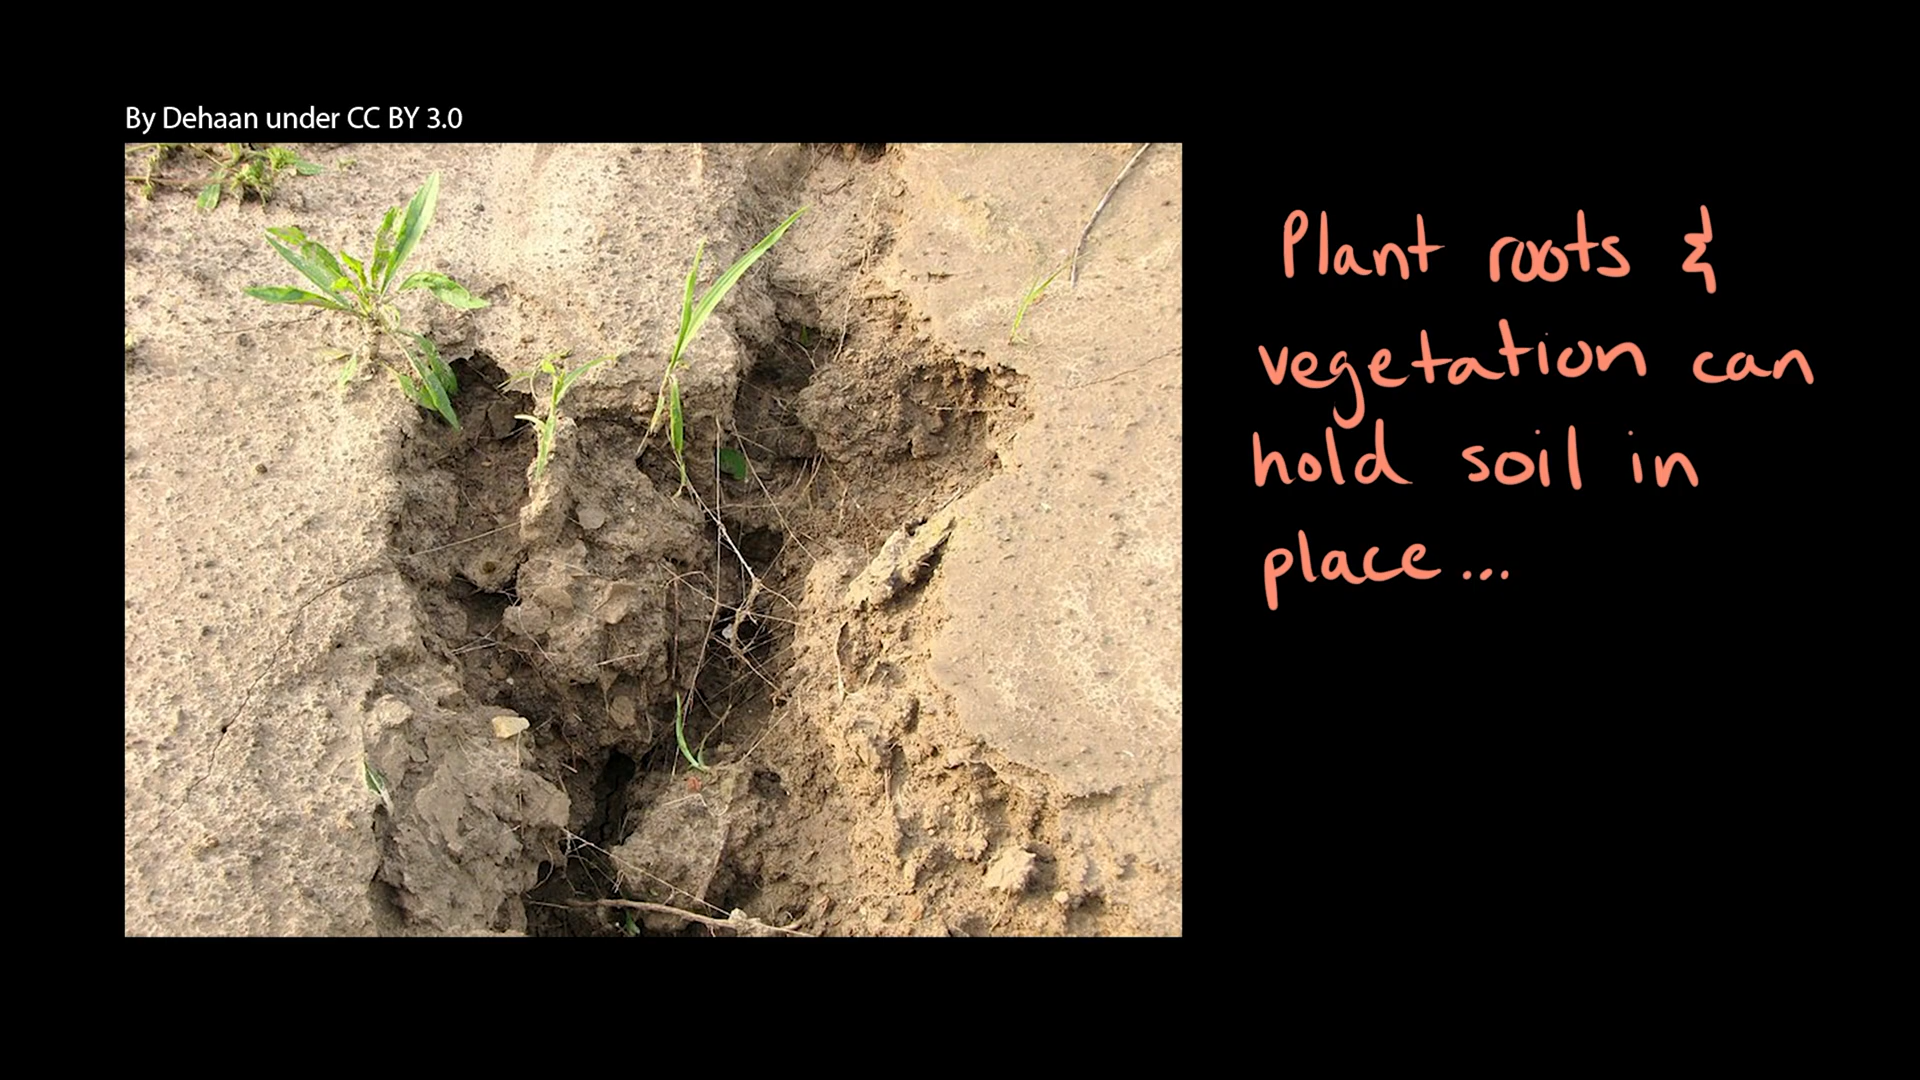 By Dehaan under CC BY 3.0
Plant roots &
vegetation can
hold soil in
place...